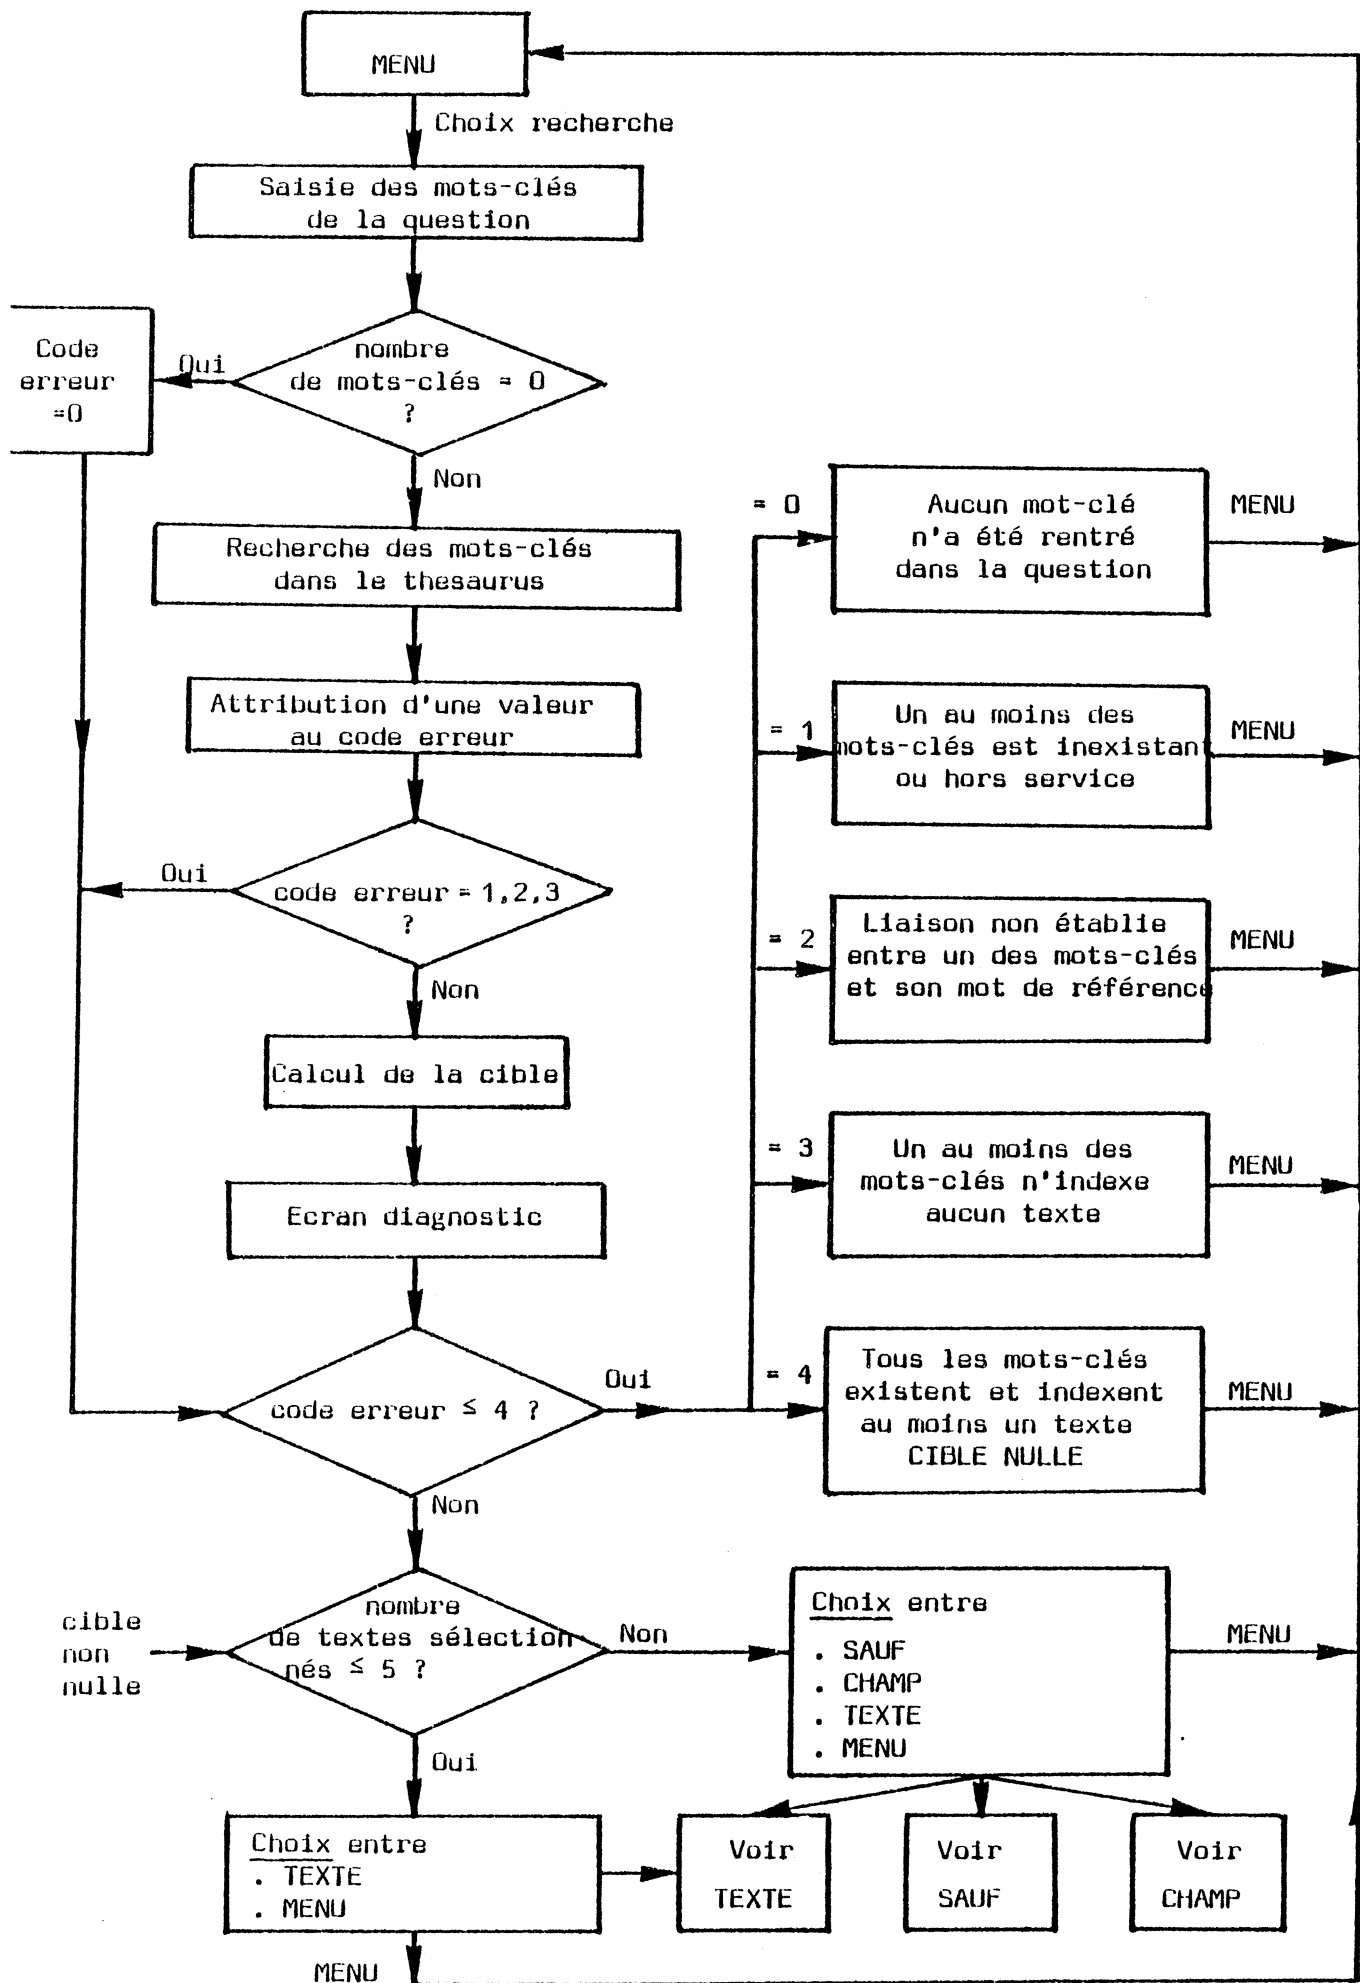 MENU
Choix recherche
Saisie des mots-clés
de la question
Code
erreur
=0
Oui
nombre
de mots-clés = 0
?
Non
Recherche des mots-clés
dans le thesaurus
Attribution d'une valeur
au code erreur
Oui
code erreur = 1,2,3
?
Non
Calcul de la cible
Ecran diagnostic
code erreur ≤ 4 ?
Oui
Non
= 0
Aucun mot-clé
n'a été rentré
dans la question
MENU
= 1
Un au moins des
mots-clés est inexistant
ou hors service
MENU
= 2
Liaison non établie
entre un des mots-clés
et son mot de référence
MENU
= 3
Un au moins des
mots-clés n'indexe
aucun texte
MENU
= 4
Tous les mots-clés
existent et indexent
au moins un texte
CIBLE NULLE
MENU
cible
non
nulle
nombre
de textes sélection
nés ≤ 5 ?
Non
Oui
Choix entre
. SAUF
. CHAMP
. TEXTE
. MENU
MENU
Choix entre
. TEXTE
. MENU
Voir
TEXTE
Voir
SAUF
Voir
CHAMP
MENU